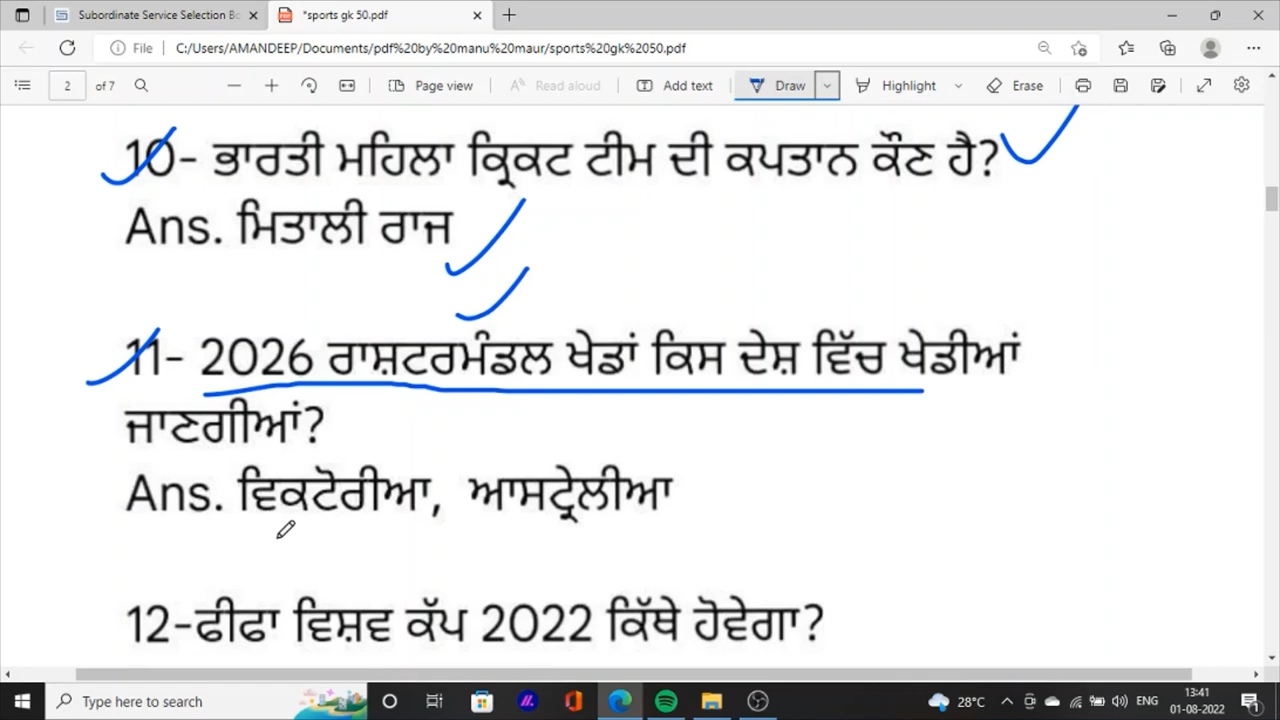 Subordinate Service Selection Bo
*sports gk 50.pdf
File
C:/Users/AMANDEEP/Documents/pdf%20by%20manu%20maur/sports%20gk%2050.pdf
2 of 7
Page view
Read aloud
Add text
Draw
Highlight
Erase
10- ਭਾਰਤੀ ਮਹਿਲਾ ਕ੍ਰਿਕਟ ਟੀਮ ਦੀ ਕਪਤਾਨ ਕੌਣ ਹੈ?
Ans. ਮਿਤਾਲੀ ਰਾਜ
11- 2026 ਰਾਸ਼ਟਰਮੰਡਲ ਖੇਡਾਂ ਕਿਸ ਦੇਸ਼ ਵਿੱਚ ਖੇਡੀਆਂ
ਜਾਣਗੀਆਂ?
Ans. ਵਿਕਟੋਰੀਆ, ਆਸਟ੍ਰੇਲੀਆ
12-ਫੀਫਾ ਵਿਸ਼ਵ ਕੱਪ 2022 ਕਿੱਥੇ ਹੋਵੇਗਾ?
Type here to search
28°C
ENG
13:41
01-08-2022
1